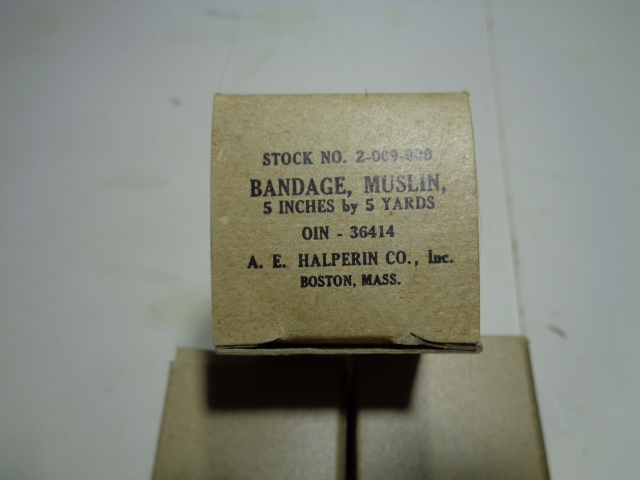 STOCK NO.
BANDAGE, MUSLIN,
5 INCHES by 5 YARDS
OIN - 36414
A. E. HALPERIN CO., Inc.
BOSTON, MASS.